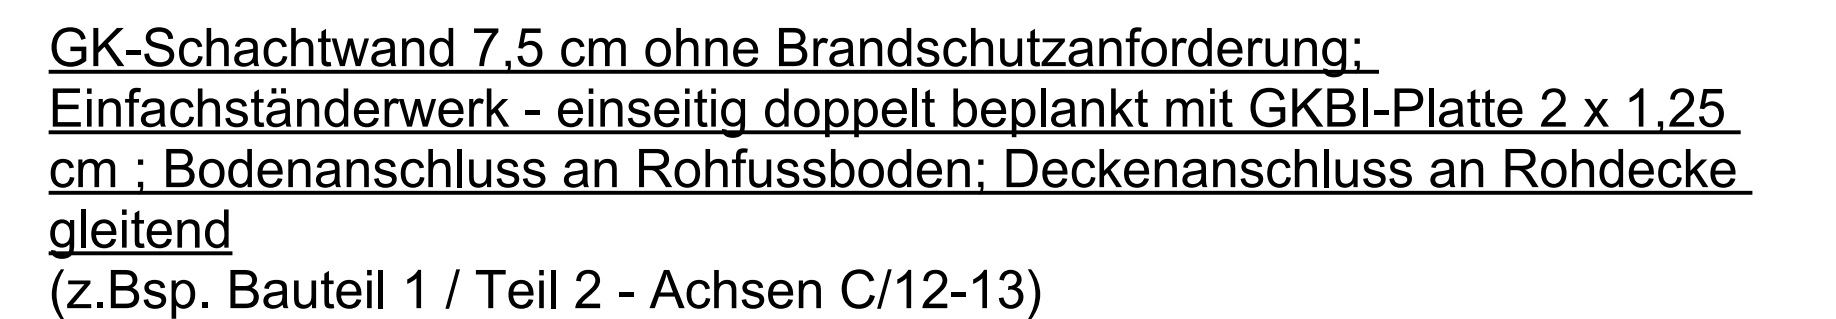 GK-Schachtwand 7,5 cm ohne Brandschutzanforderung;
Einfachständerwerk - einseitig doppelt beplankt mit GKBI-Platte 2 x 1,25
cm ; Bodenanschluss an Rohfussboden; Deckenanschluss an Rohdecke
gleitend
(z.Bsp. Bauteil 1 / Teil 2 - Achsen C/12-13)